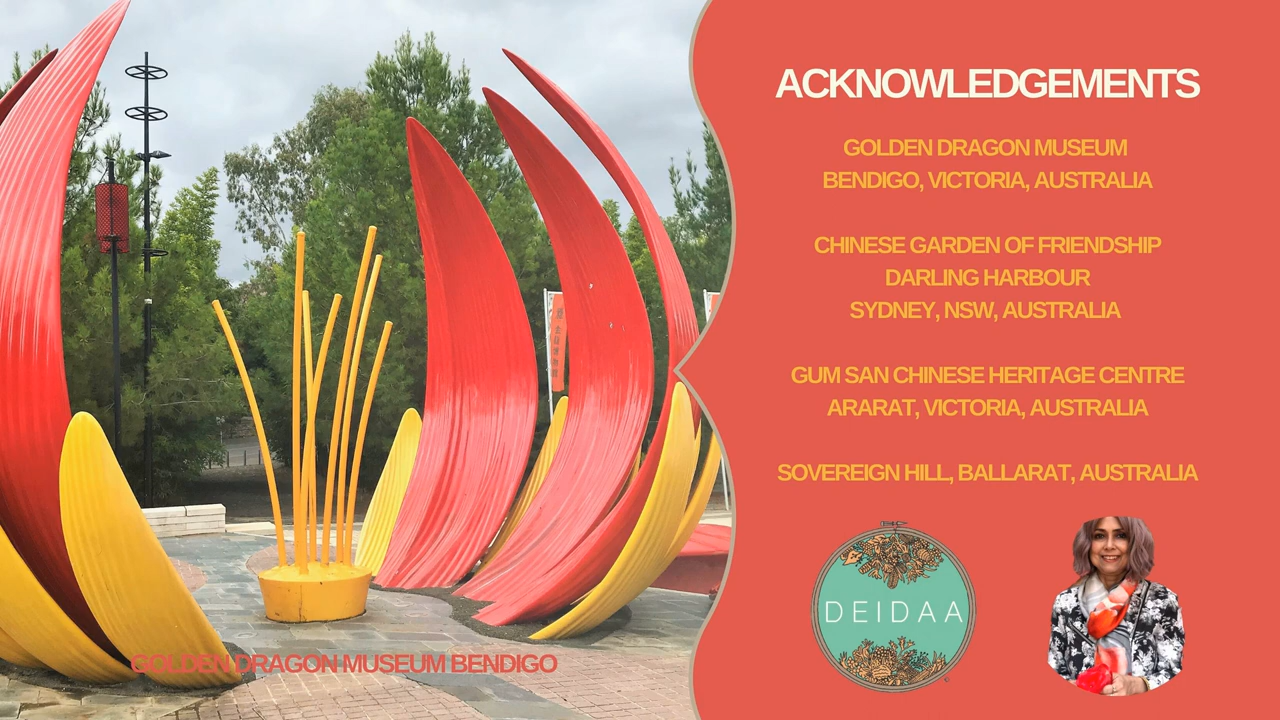 ACKNOWLEDGEMENTS
GOLDEN DRAGON MUSEUM
BENDIGO, VICTORIA, AUSTRALIA
CHINESE GARDEN OF FRIENDSHIP
DARLING HARBOUR
SYDNEY, NSW, AUSTRALIA
GUM SAN CHINESE HERITAGE CENTRE
ARARAT, VICTORIA, AUSTRALIA
SOVEREIGN HILL, BALLARAT, AUSTRALIA
DEIDAA
GOLDEN DRAGON MUSEUM BENDIGO